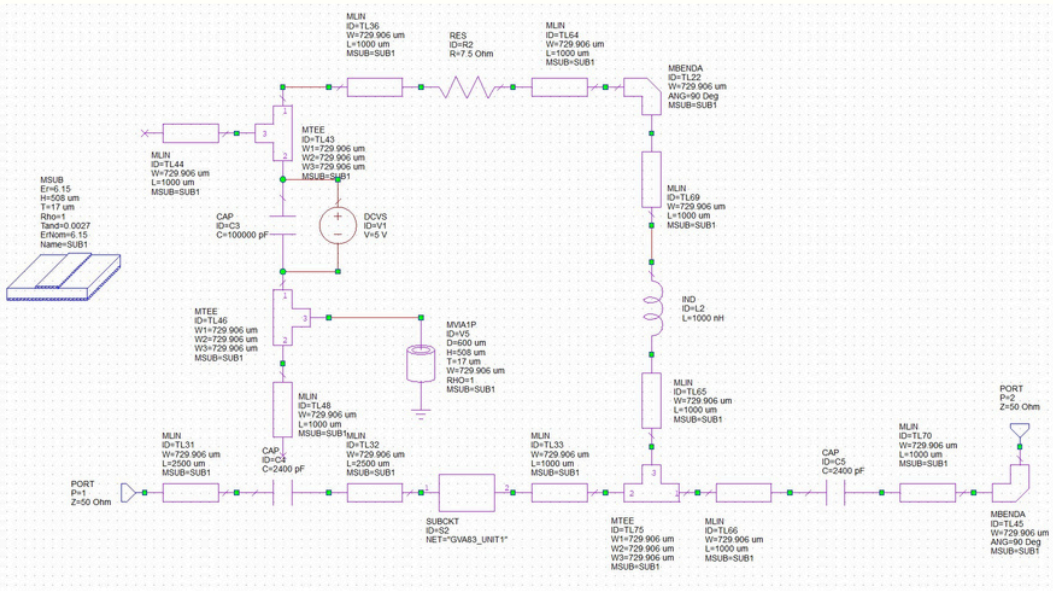 MLIN
ID=TL36
W=729.906 um
L=1000 um
MSUB=SUB1
RES
ID=R2
R=7.5 Ohm
MLIN
ID=TL64
W=729.906 um
L=1000 um
MSUB=SUB1
MBENDA
ID=TL22
W=729.906 um
ANG=90 Deg
MSUB=SUB1
1
3
2
MTEE
ID=TL43
W1=729.906 um
W2=729.906 um
W3=729.906 um
MSUB=SUB1
MLIN
ID=TL44
W=729.906 um
L=1000 um
MSUB=SUB1
MSUB
Er=6.15
H=508 um
T=17 um
Rho=1
Tand=0.0027
ErNom=6.15
Name=SUB1
MLIN
ID=TL69
W=729.906 um
L=1000 um
MSUB=SUB1
CAP
ID=C3
C=100000 pF
DCVS
ID=V1
V=5 V
IND
ID=L2
L=1000 nH
MTEE
ID=TL46
W1=729.906 um
W2=729.906 um
W3=729.906 um
MSUB=SUB1
1
3
2
MVIA1P
ID=V5
D=600 um
H=508 um
T=17 um
W=729.906 um
RHO=1
MSUB=SUB1
MLIN
ID=TL48
W=729.906 um
L=1000 um
MSUB=SUB1
MLIN
ID=TL65
W=729.906 um
L=1000 um
MSUB=SUB1
PORT
P=2
Z=50 Ohm
MLIN
ID=TL31
W=729.906 um
L=2500 um
MSUB=SUB1
CAP
ID=C4
C=2400 pF
MLIN
ID=TL32
W=729.906 um
L=2500 um
MSUB=SUB1
MLIN
ID=TL33
W=729.906 um
L=1000 um
MSUB=SUB1
CAP
ID=C5
C=2400 pF
MLIN
ID=TL70
W=729.906 um
L=1000 um
MSUB=SUB1
PORT
P=1
Z=50 Ohm
1
2
3
2
1
SUBCKT
ID=S2
NET="GVA83_UNIT1"
MTEE
ID=TL75
W1=729.906 um
W2=729.906 um
W3=729.906 um
MSUB=SUB1
MLIN
ID=TL66
W=729.906 um
L=1000 um
MSUB=SUB1
MBENDA
ID=TL45
W=729.906 um
ANG=90 Deg
MSUB=SUB1